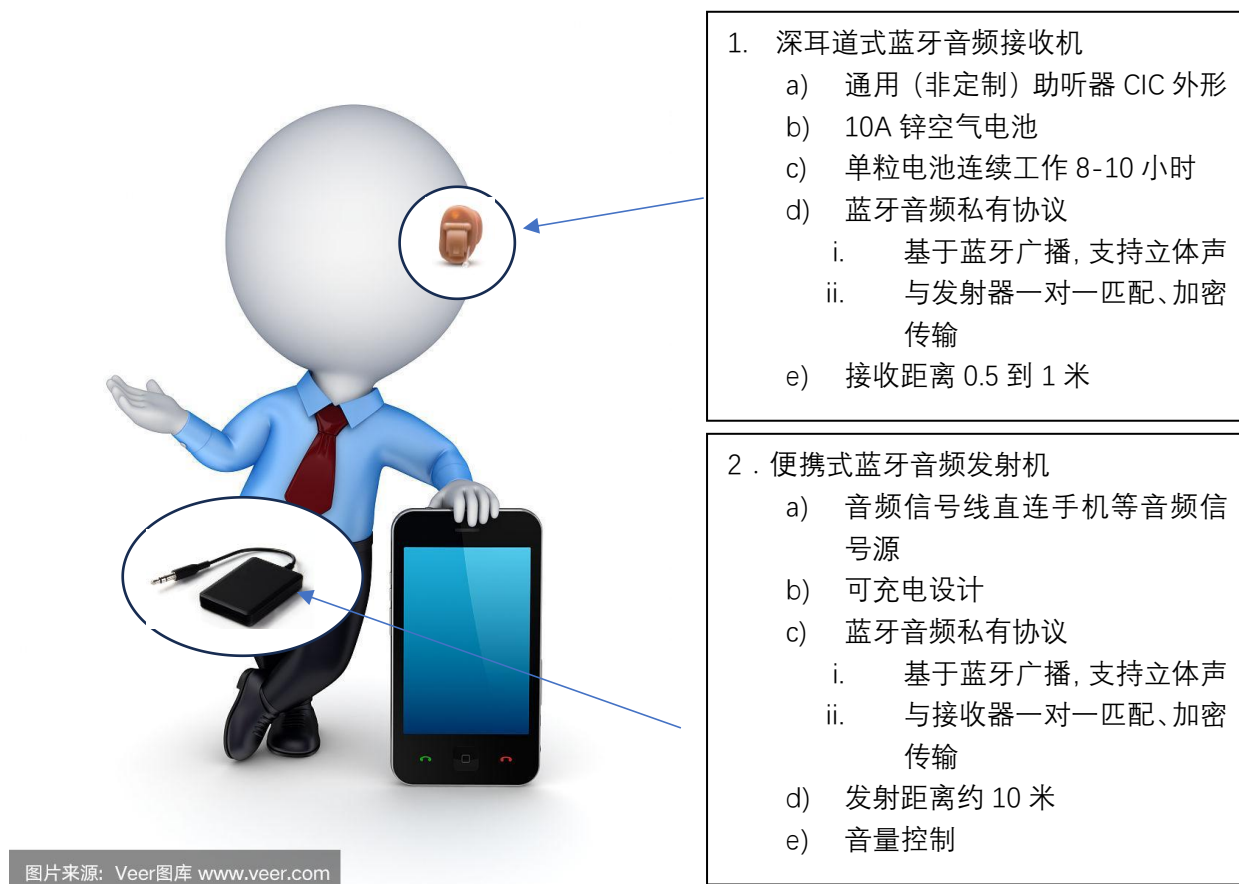 1. 深耳道式蓝牙音频接收机
a) 通用（非定制）助听器 CIC 外形
b) 10A 锌空气电池
c) 单粒电池连续工作 8-10 小时
d) 蓝牙音频私有协议
i. 基于蓝牙广播, 支持立体声
ii. 与发射器一对一匹配、加密
传输
e) 接收距离 0.5 到 1 米
2 . 便携式蓝牙音频发射机
a) 音频信号线直连手机等音频信
号源
b) 可充电设计
c) 蓝牙音频私有协议
i. 基于蓝牙广播, 支持立体声
ii. 与接收器一对一匹配、加密
传输
d) 发射距离约 10 米
e) 音量控制
图片来源: Veer图库 www.veer.com